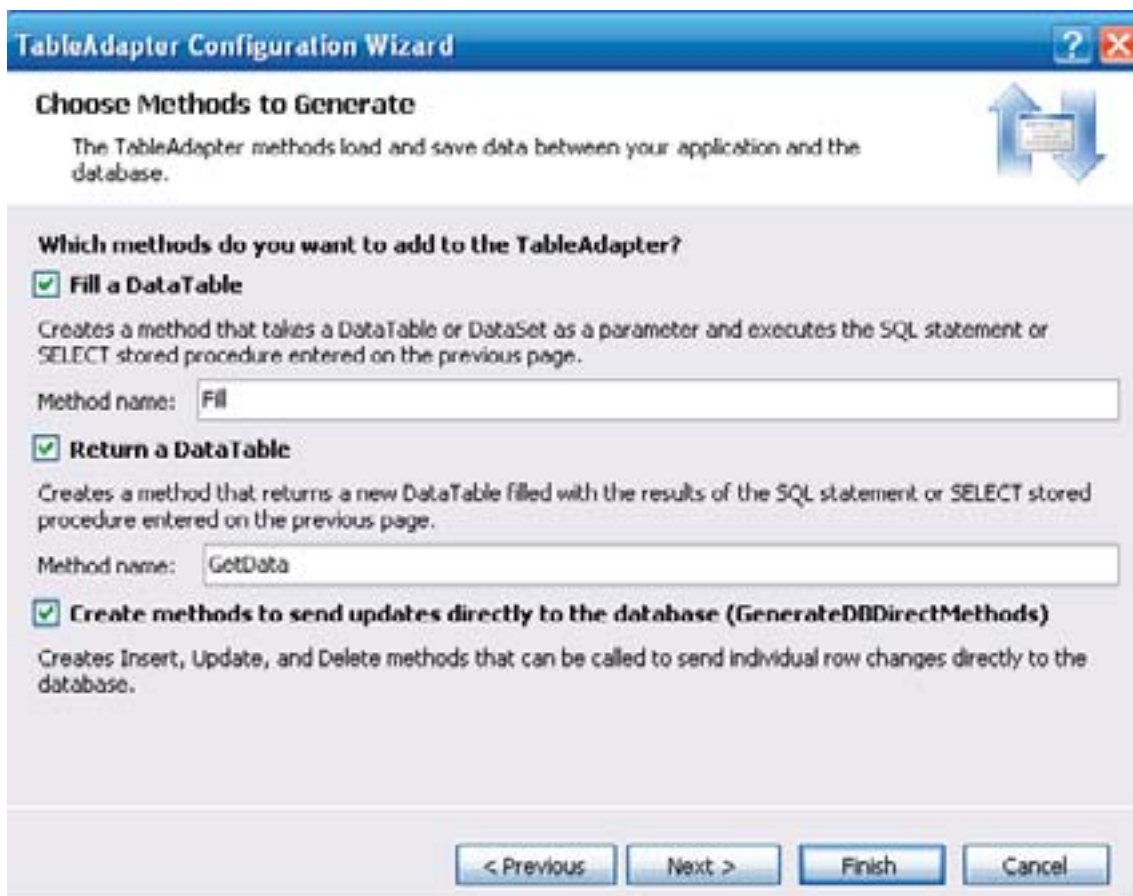 TableAdapter Configuration Wizard
Choose Methods to Generate
The TableAdapter methods load and save data between your application and the
database.
Which methods do you want to add to the TableAdapter?
Fill a DataTable
Creates a method that takes a DataTable or DataSet as a parameter and executes the SQL statement or
SELECT stored procedure entered on the previous page.
Method name: Fill
Return a DataTable
Creates a method that returns a new DataTable filled with the results of the SQL statement or SELECT stored
procedure entered on the previous page.
Method name: GetData
Create methods to send updates directly to the database (GenerateDBDirectMethods)
Creates Insert, Update, and Delete methods that can be called to send individual row changes directly to the
database.
< Previous Next > Finish Cancel